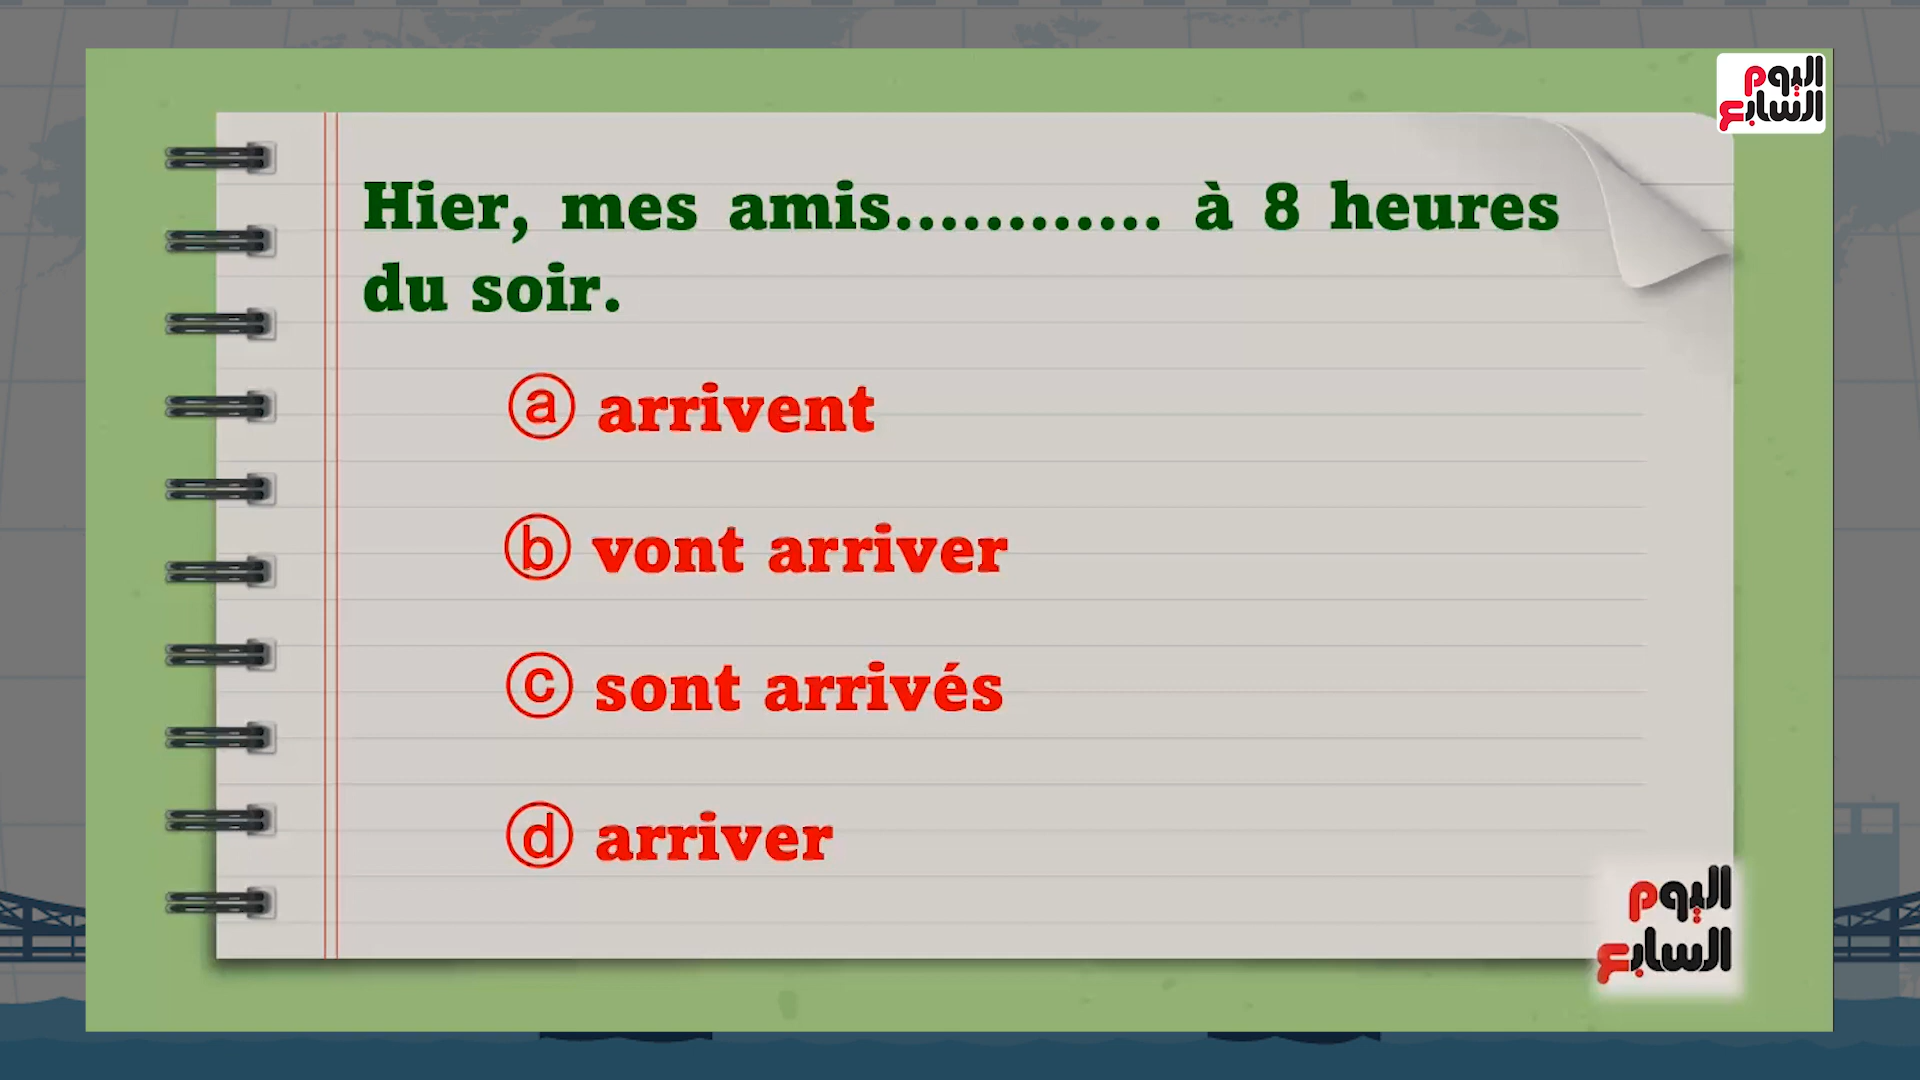 اليوم
السابع
Hier, mes amis............ à 8 heures
du soir.
ⓐ arrivent
ⓑ vont arriver
ⓒ sont arrivés
ⓓ arriver
اليوم
السابع